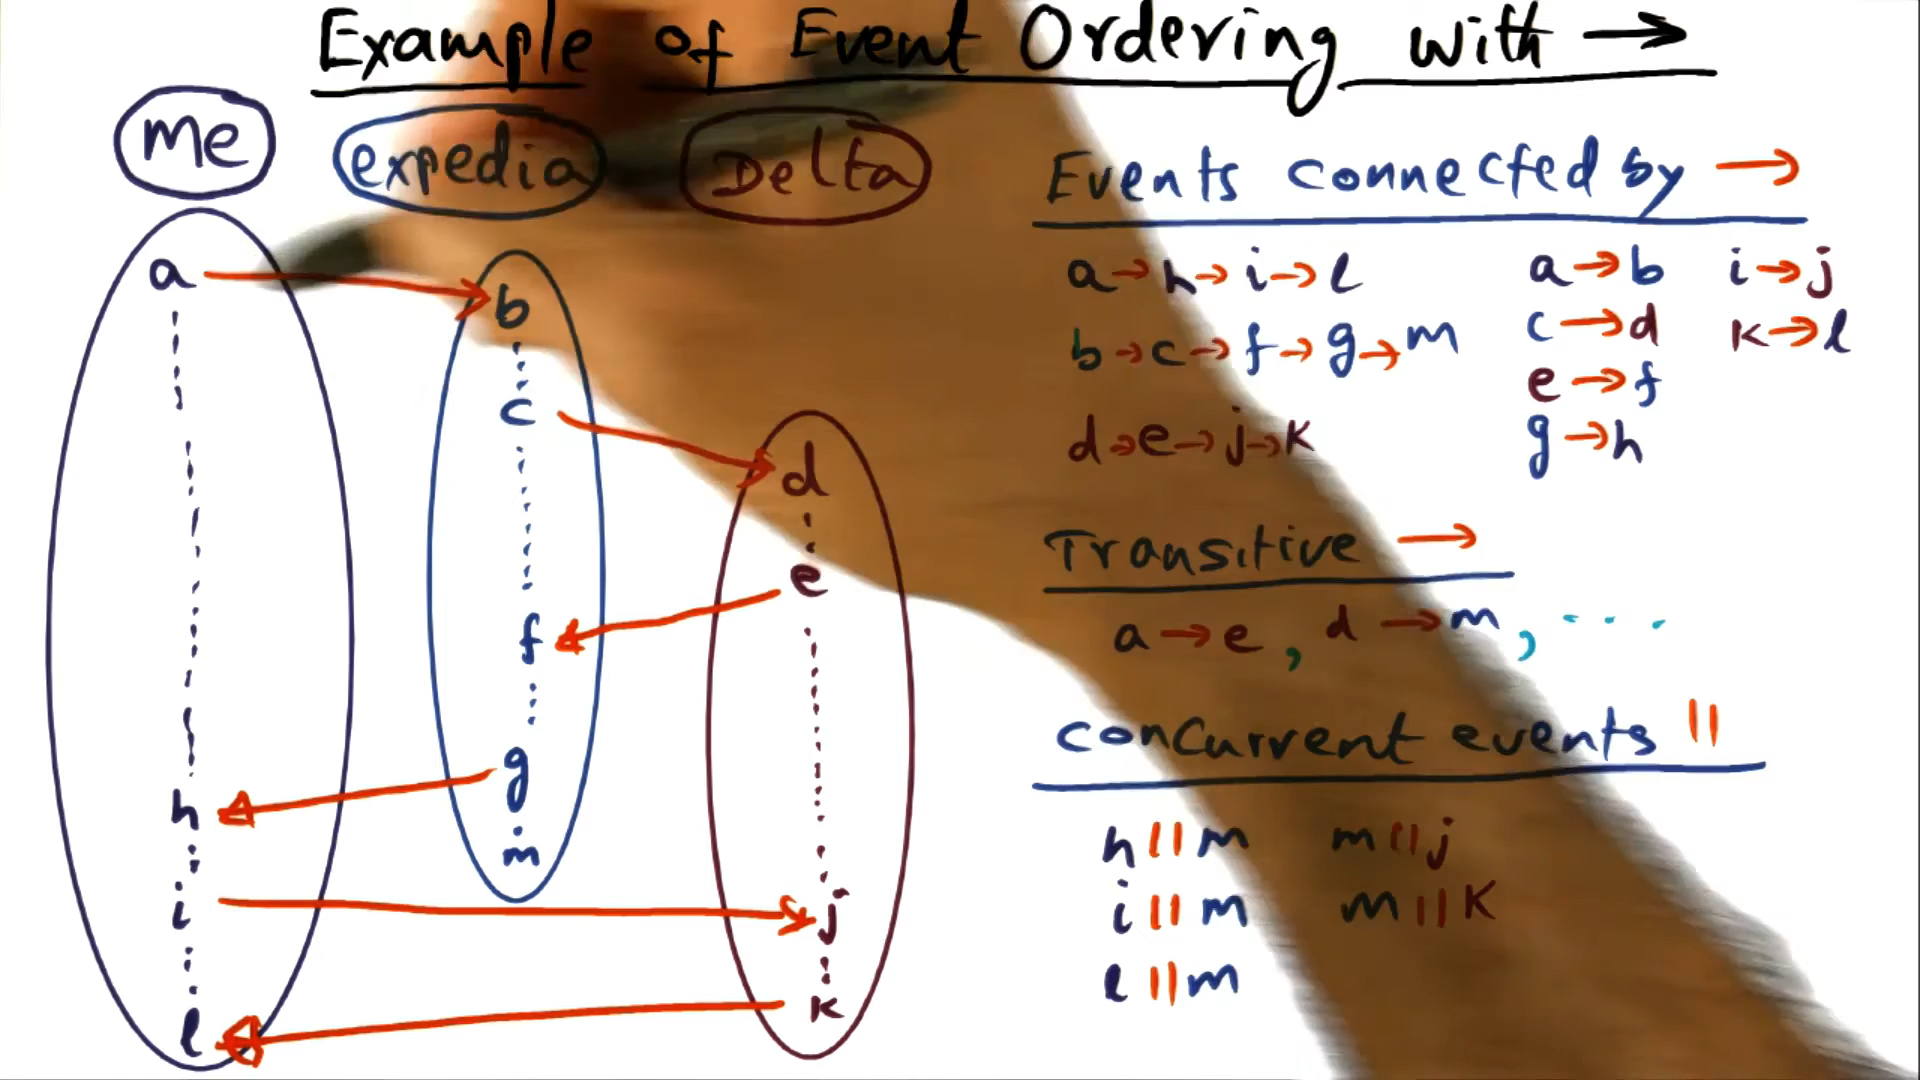 Example of Event Ordering with →
me
expedia
Delta
a
b
c
d
e
f
g
h
m
i
j
k
l
Events connected by →
a→h→i→l
b→c→f→g→m
d→e→j→k
a→b
c→d
e→f
g→h
i→j
k→l
Transitive →
a→e, d→m, ....
concurrent events ||
h||m
i||m
l||m
m||j
m||k